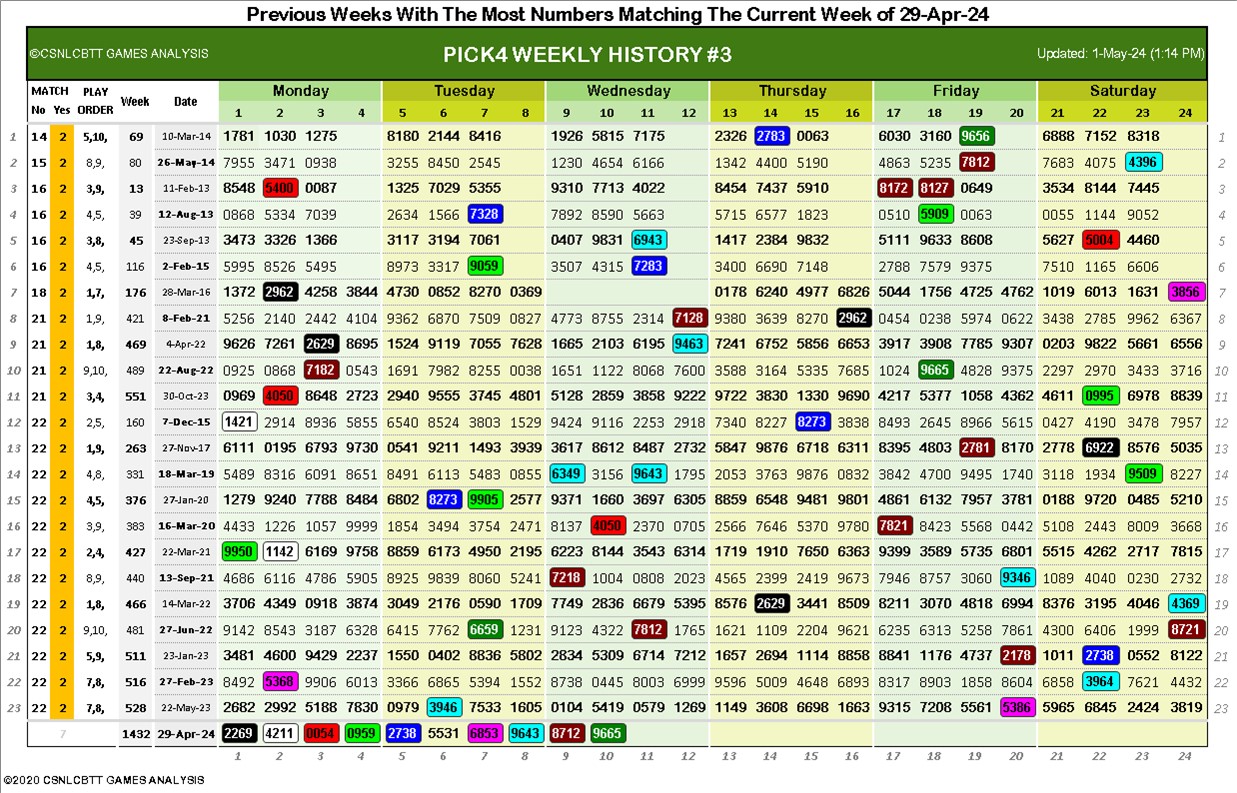 Previous Weeks With The Most Numbers Matching The Current Week of 29-Apr-24
©CSNLCBTT GAMES ANALYSIS PICK4 WEEKLY HISTORY #3 Updated: 1-May-24 (1:14 PM)
MATCH PLAY Week Date Monday Tuesday Wednesday Thursday Friday Saturday
No Yes ORDER 1 2 3 4 5 6 7 8 9 10 11 12 13 14 15 16 17 18 19 20 21 22 23 24
1 14 2 5,10, 69 10-Mar-14 1781 1030 1275 8180 2144 8416 1926 5815 7175 2326 2783 0063 6030 3160 9656 6888 7152 8318 1
2 15 2 8,9, 80 26-May-14 7955 3471 0938 3255 8450 2545 1230 4654 6166 1342 4400 5190 4863 5235 7812 7683 4075 4396 2
3 16 2 3,9, 13 11-Feb-13 8548 5400 0087 1325 7029 5355 9310 7713 4022 8454 7437 5910 8172 8127 0649 3534 8144 7445 3
4 16 2 4,5, 39 12-Aug-13 0868 5334 7039 2634 1566 7328 7892 8590 5663 5715 6577 1823 0510 5909 0063 0055 1144 9052 4
5 16 2 3,8, 45 23-Sep-13 3473 3326 1366 3117 3194 7061 0407 9831 6943 1417 2384 9832 5111 9633 8608 5627 5004 4460 5
6 16 2 4,5, 116 2-Feb-15 5995 8526 5495 8973 3317 9059 3507 4315 7283 3400 6690 7148 2788 7579 9375 7510 1165 6606 6
7 18 2 1,7, 176 28-Mar-16 1372 2962 4258 3844 4730 0852 8270 0369 0178 6240 4977 6826 5044 1756 4725 4762 1019 6013 1631 3856 7
8 21 2 1,9, 421 8-Feb-21 5256 2140 2442 4104 9362 6870 7590 0827 4773 8755 2314 7128 9380 3639 8270 2962 0454 0238 5974 0622 3438 2785 9962 6367 8
9 21 2 1,8, 469 4-Apr-22 9626 7261 2629 8695 1524 9119 7055 7628 1665 2103 6195 9463 7241 6752 5856 6653 3917 3908 7785 9307 0203 9822 5661 6556 9
10 21 2 9,10, 489 22-Aug-22 0925 0868 7182 0543 1691 7982 8255 0038 1651 1122 8068 7600 3588 3164 5335 7685 1024 9665 4828 9375 2297 2970 3433 3716 10
11 21 2 3,4, 551 30-Oct-23 0969 4050 8648 2723 2940 9555 3745 4801 5128 2859 3858 9222 9722 3830 1330 9690 4217 5377 1058 4362 4611 0995 6978 8839 11
12 22 2 2,5, 160 7-Dec-15 1421 2914 8936 5855 6540 8524 3803 1529 9424 9116 2253 2918 7340 8227 8273 3838 8493 2645 8966 5615 0427 4190 3478 7957 12
13 22 2 1,9, 263 27-Nov-17 6111 0195 6793 9730 0541 9211 1493 3939 3617 8612 8487 2732 5847 9876 6718 6311 8395 4803 2781 8170 2778 6922 8576 5035 13
14 22 2 4,8, 331 18-Mar-19 5489 8316 6091 8651 8491 6113 5483 0855 6349 3156 9643 1795 2053 3763 9876 0832 3842 4700 9495 1740 3118 1934 9509 8227 14
15 22 2 4,5, 376 27-Jan-20 1279 9240 7788 8484 6802 8273 9905 2577 9371 1660 3697 6305 8859 6548 9481 9801 4861 0132 7957 3781 0188 9720 0485 5210 15
16 22 2 3,9, 383 16-Mar-20 4433 1226 1057 9999 1854 3494 3754 2471 8137 4050 2370 0705 2566 7646 5370 9780 7821 8423 5568 0442 5108 2443 8009 3668 16
17 22 2 2,4, 427 22-Mar-21 9950 1142 6169 9758 8859 6173 4950 2195 6223 8144 3543 6314 1719 1910 7650 6363 9399 3589 5735 6801 5515 4262 2717 7815 17
18 22 2 8,9, 440 13-Sep-21 4686 6116 4786 5905 8925 9839 8060 5241 7218 1004 0808 2023 4565 2399 2419 9673 7946 8757 3060 9346 1089 4040 0230 2732 18
19 22 2 1,8, 466 14-Mar-22 3706 4349 0918 3874 3049 2176 0590 1709 7749 2836 6679 5395 8576 2629 3441 8509 8211 3070 4818 6994 8376 3195 4046 4369 19
20 22 2 9,10, 481 27-Jun-22 9142 8543 3187 6328 6415 7762 6659 1231 9123 4322 7812 1765 1621 1109 2204 9621 6235 6313 5258 7861 4300 6406 1999 8721 20
21 22 2 5,9, 511 23-Jan-23 3481 4600 9429 2237 1550 0402 8636 5802 2834 5309 6714 7212 1657 2694 1114 8858 8841 1176 4737 2178 1011 2738 0552 8122 21
22 22 2 7,8, 516 27-Feb-23 8492 5368 9906 6013 6076 6865 5394 1552 8738 0445 8003 6999 9596 5009 4648 6893 8317 8903 1858 8604 6858 3964 7621 4432 22
23 22 2 7,8, 528 22-May-23 2682 2992 5188 7830 0979 3946 7533 1605 0104 5419 0579 1269 1149 3608 6698 1663 9315 7208 5561 5386 5965 6845 2424 3819 23
7 1432 29-Apr-24 2269 4211 0054 0959 2738 5531 6853 9643 8712 9665
1 2 3 4 5 6 7 8 9 10 11 12 13 14 15 16 17 18 19 20 21 22 23 24
©2020 CSNLCBTT GAMES ANALYSIS